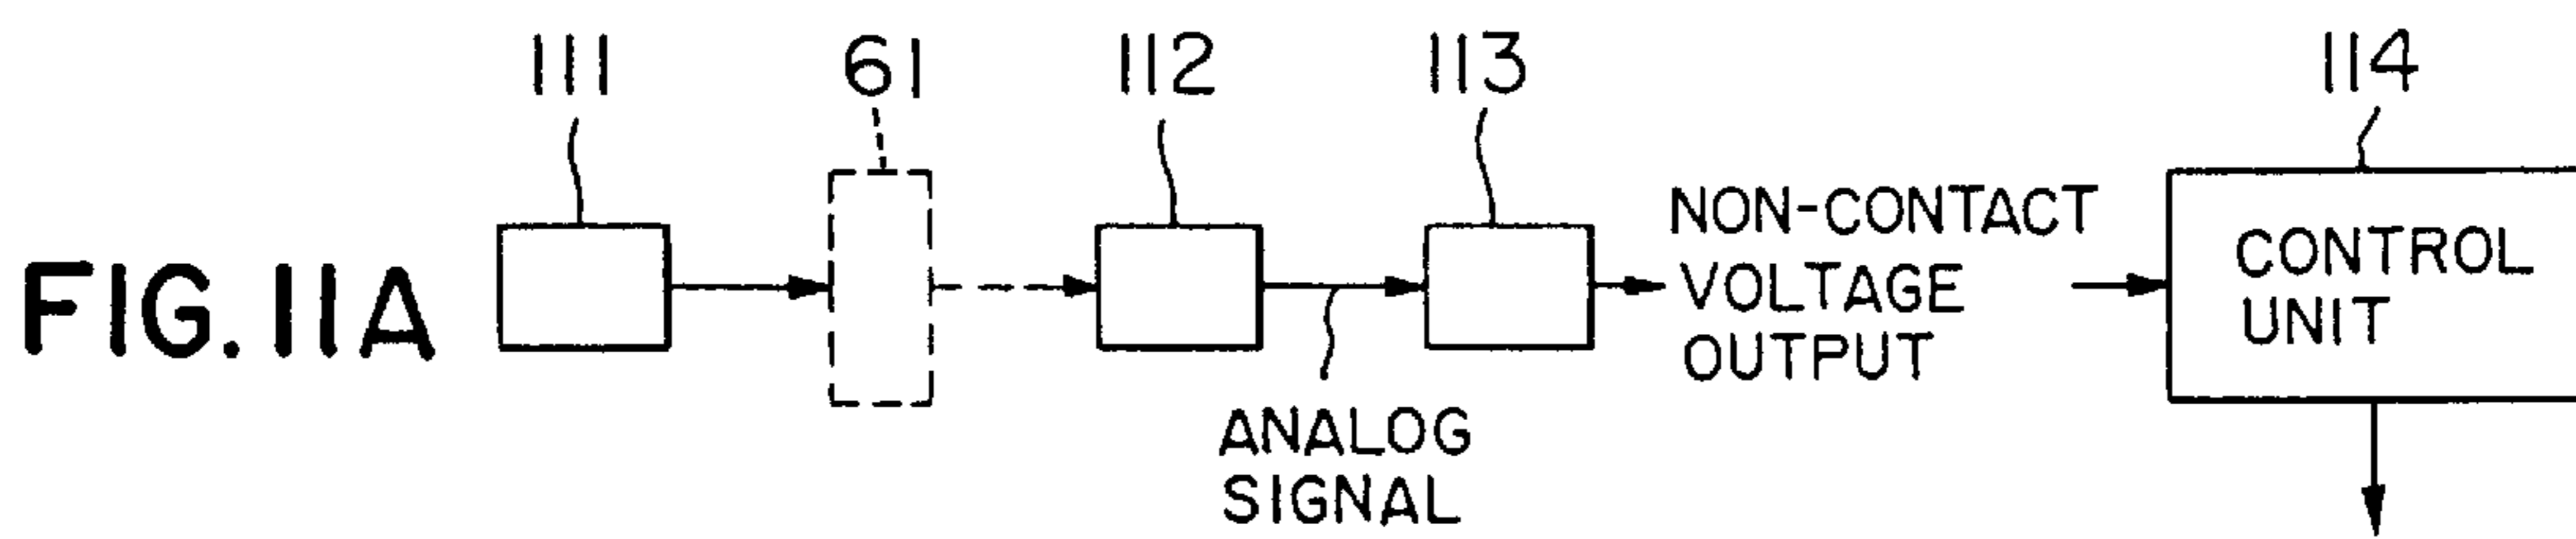 111
61
112
113
114
FIG. 11A
NON-CONTACT
VOLTAGE
OUTPUT
CONTROL
UNIT
ANALOG
SIGNAL